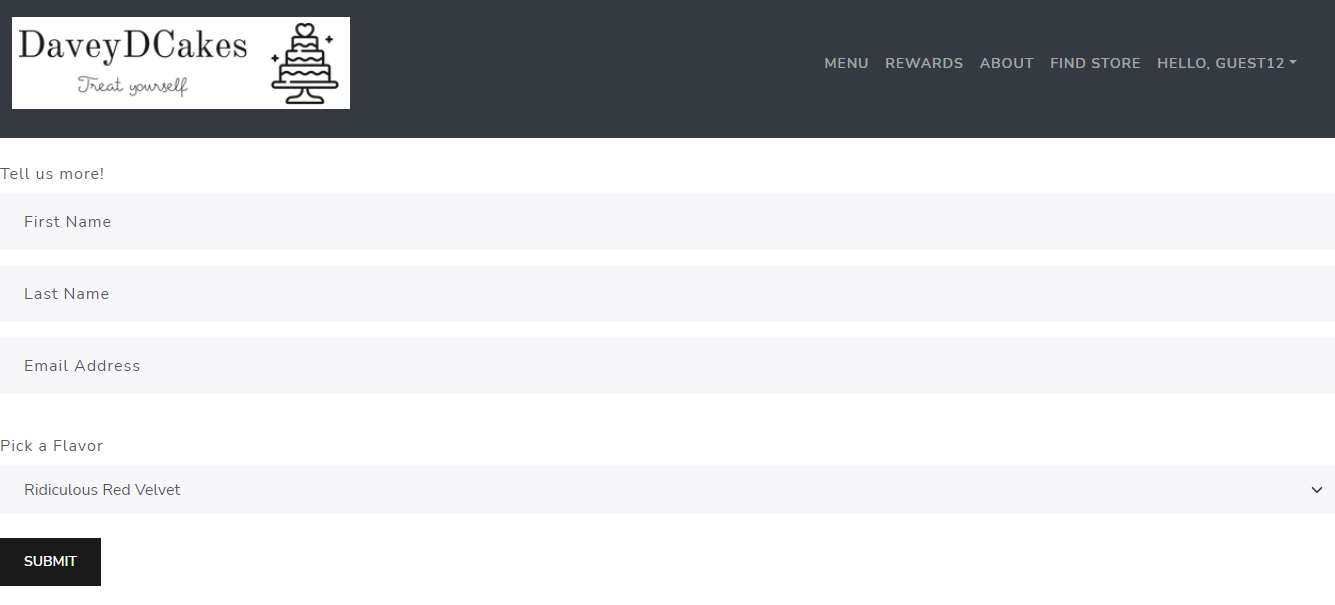 DaveyDCakes
Treat yourself
MENU REWARDS ABOUT FIND STORE HELLO, GUEST12
Tell us more!
First Name
Last Name
Email Address
Pick a Flavor
Ridiculous Red Velvet
SUBMIT